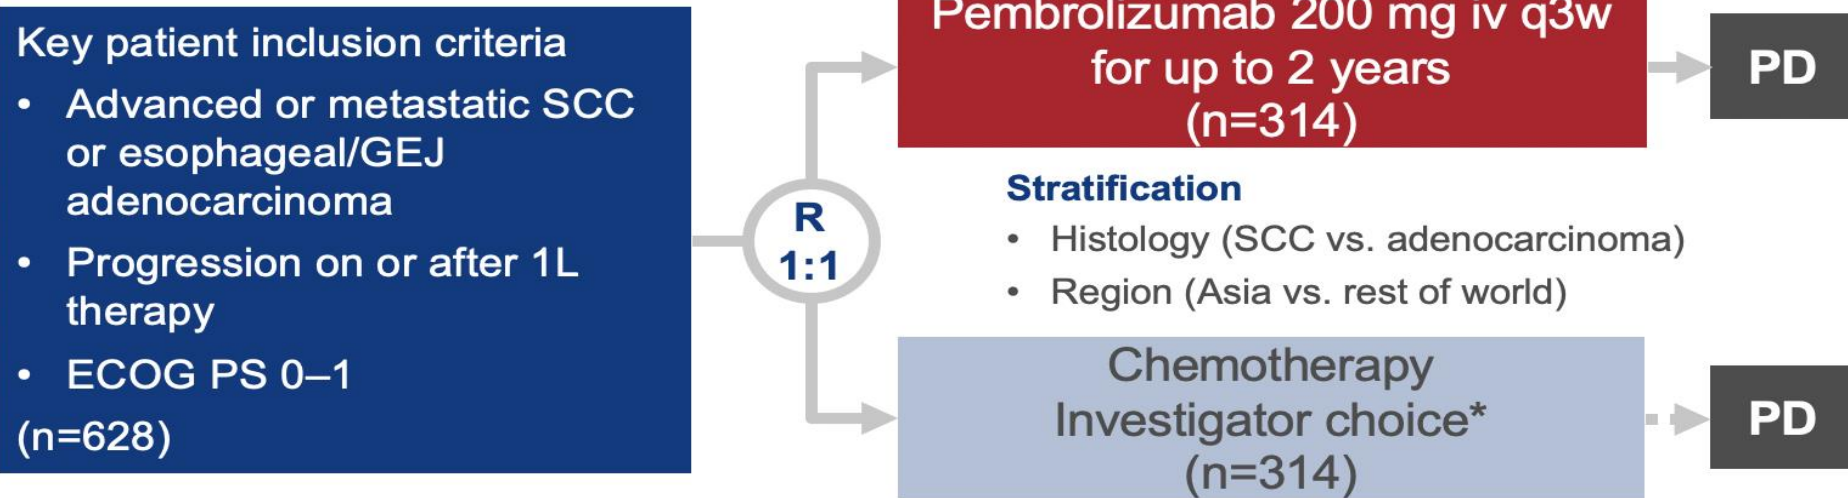 Key patient inclusion criteria
• Advanced or metastatic SCC
or esophageal/GEJ
adenocarcinoma
• Progression on or after 1L
therapy
• ECOG PS 0–1
(n=628)
R
1:1
Pembrolizumab 200 mg iv q3w
for up to 2 years
(n=314)
PD
Stratification
• Histology (SCC vs. adenocarcinoma)
• Region (Asia vs. rest of world)
Chemotherapy
Investigator choice*
(n=314)
PD